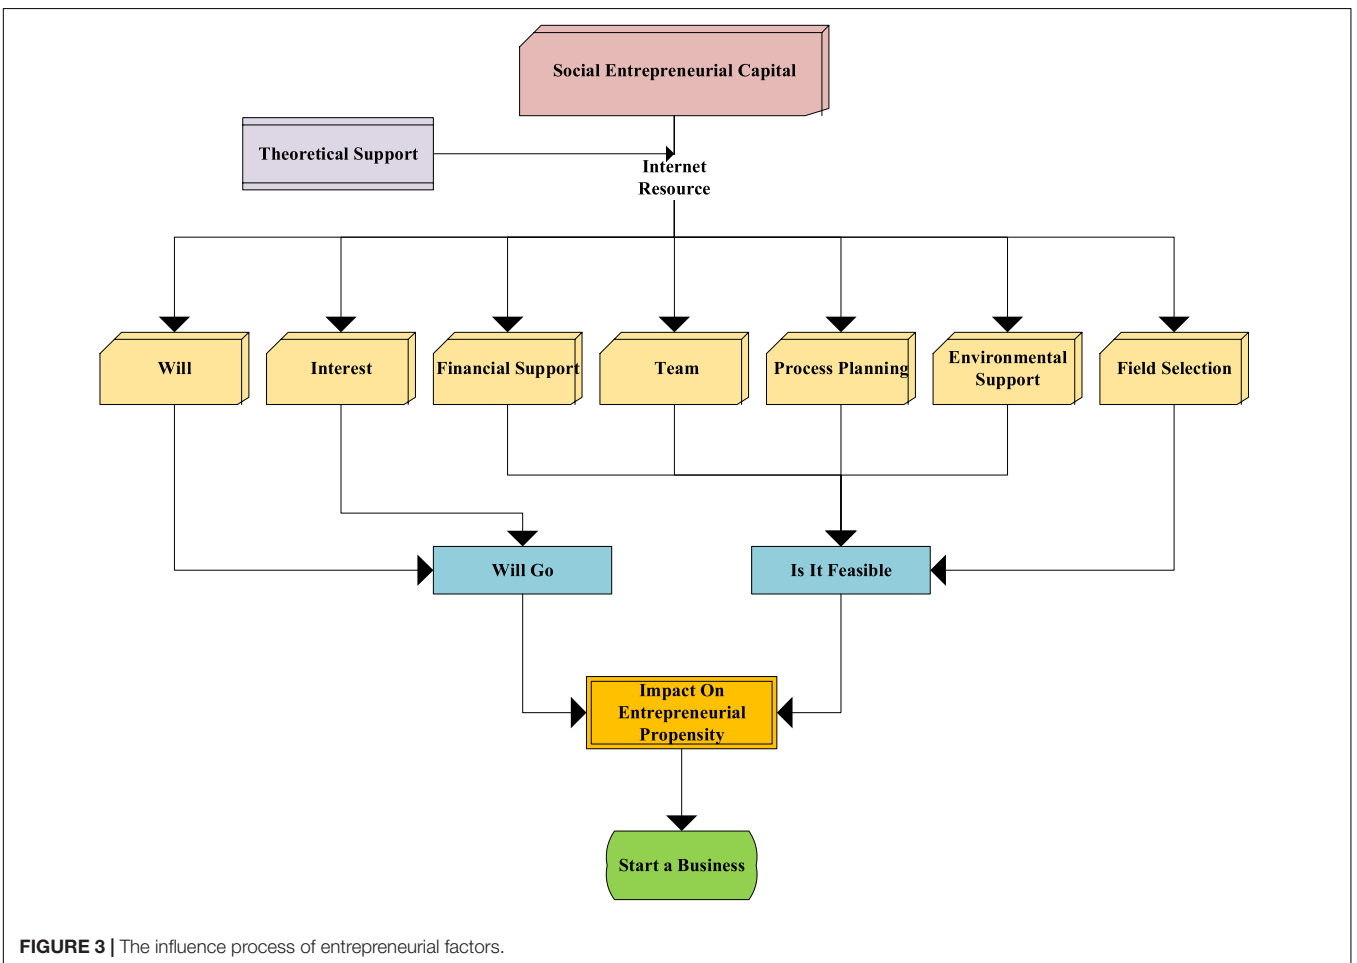 Social Entrepreneurial Capital
Theoretical Support
Internet
Resource
Will
Interest
Financial Support
Team
Process Planning
Environmental
Support
Field Selection
Will Go
Is It Feasible
Impact On
Entrepreneurial
Propensity
Start a Business
FIGURE 3 | The influence process of entrepreneurial factors.